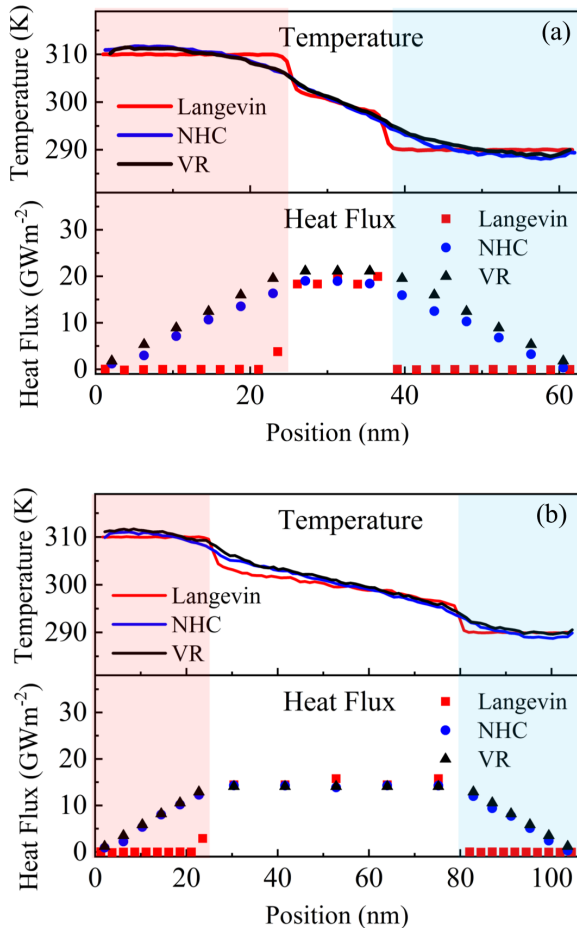 (a)
Temperature
Temperature (K)
310
300
290
Langevin
NHC
VR
Heat Flux
Heat Flux (GWm⁻²)
30
20
10
0
Langevin
NHC
VR
0 20 40 60
Position (nm)
(b)
Temperature
Temperature (K)
310
300
290
Langevin
NHC
VR
Heat Flux
Heat Flux (GWm⁻²)
30
20
10
0
Langevin
NHC
VR
0 20 40 60 80 100
Position (nm)